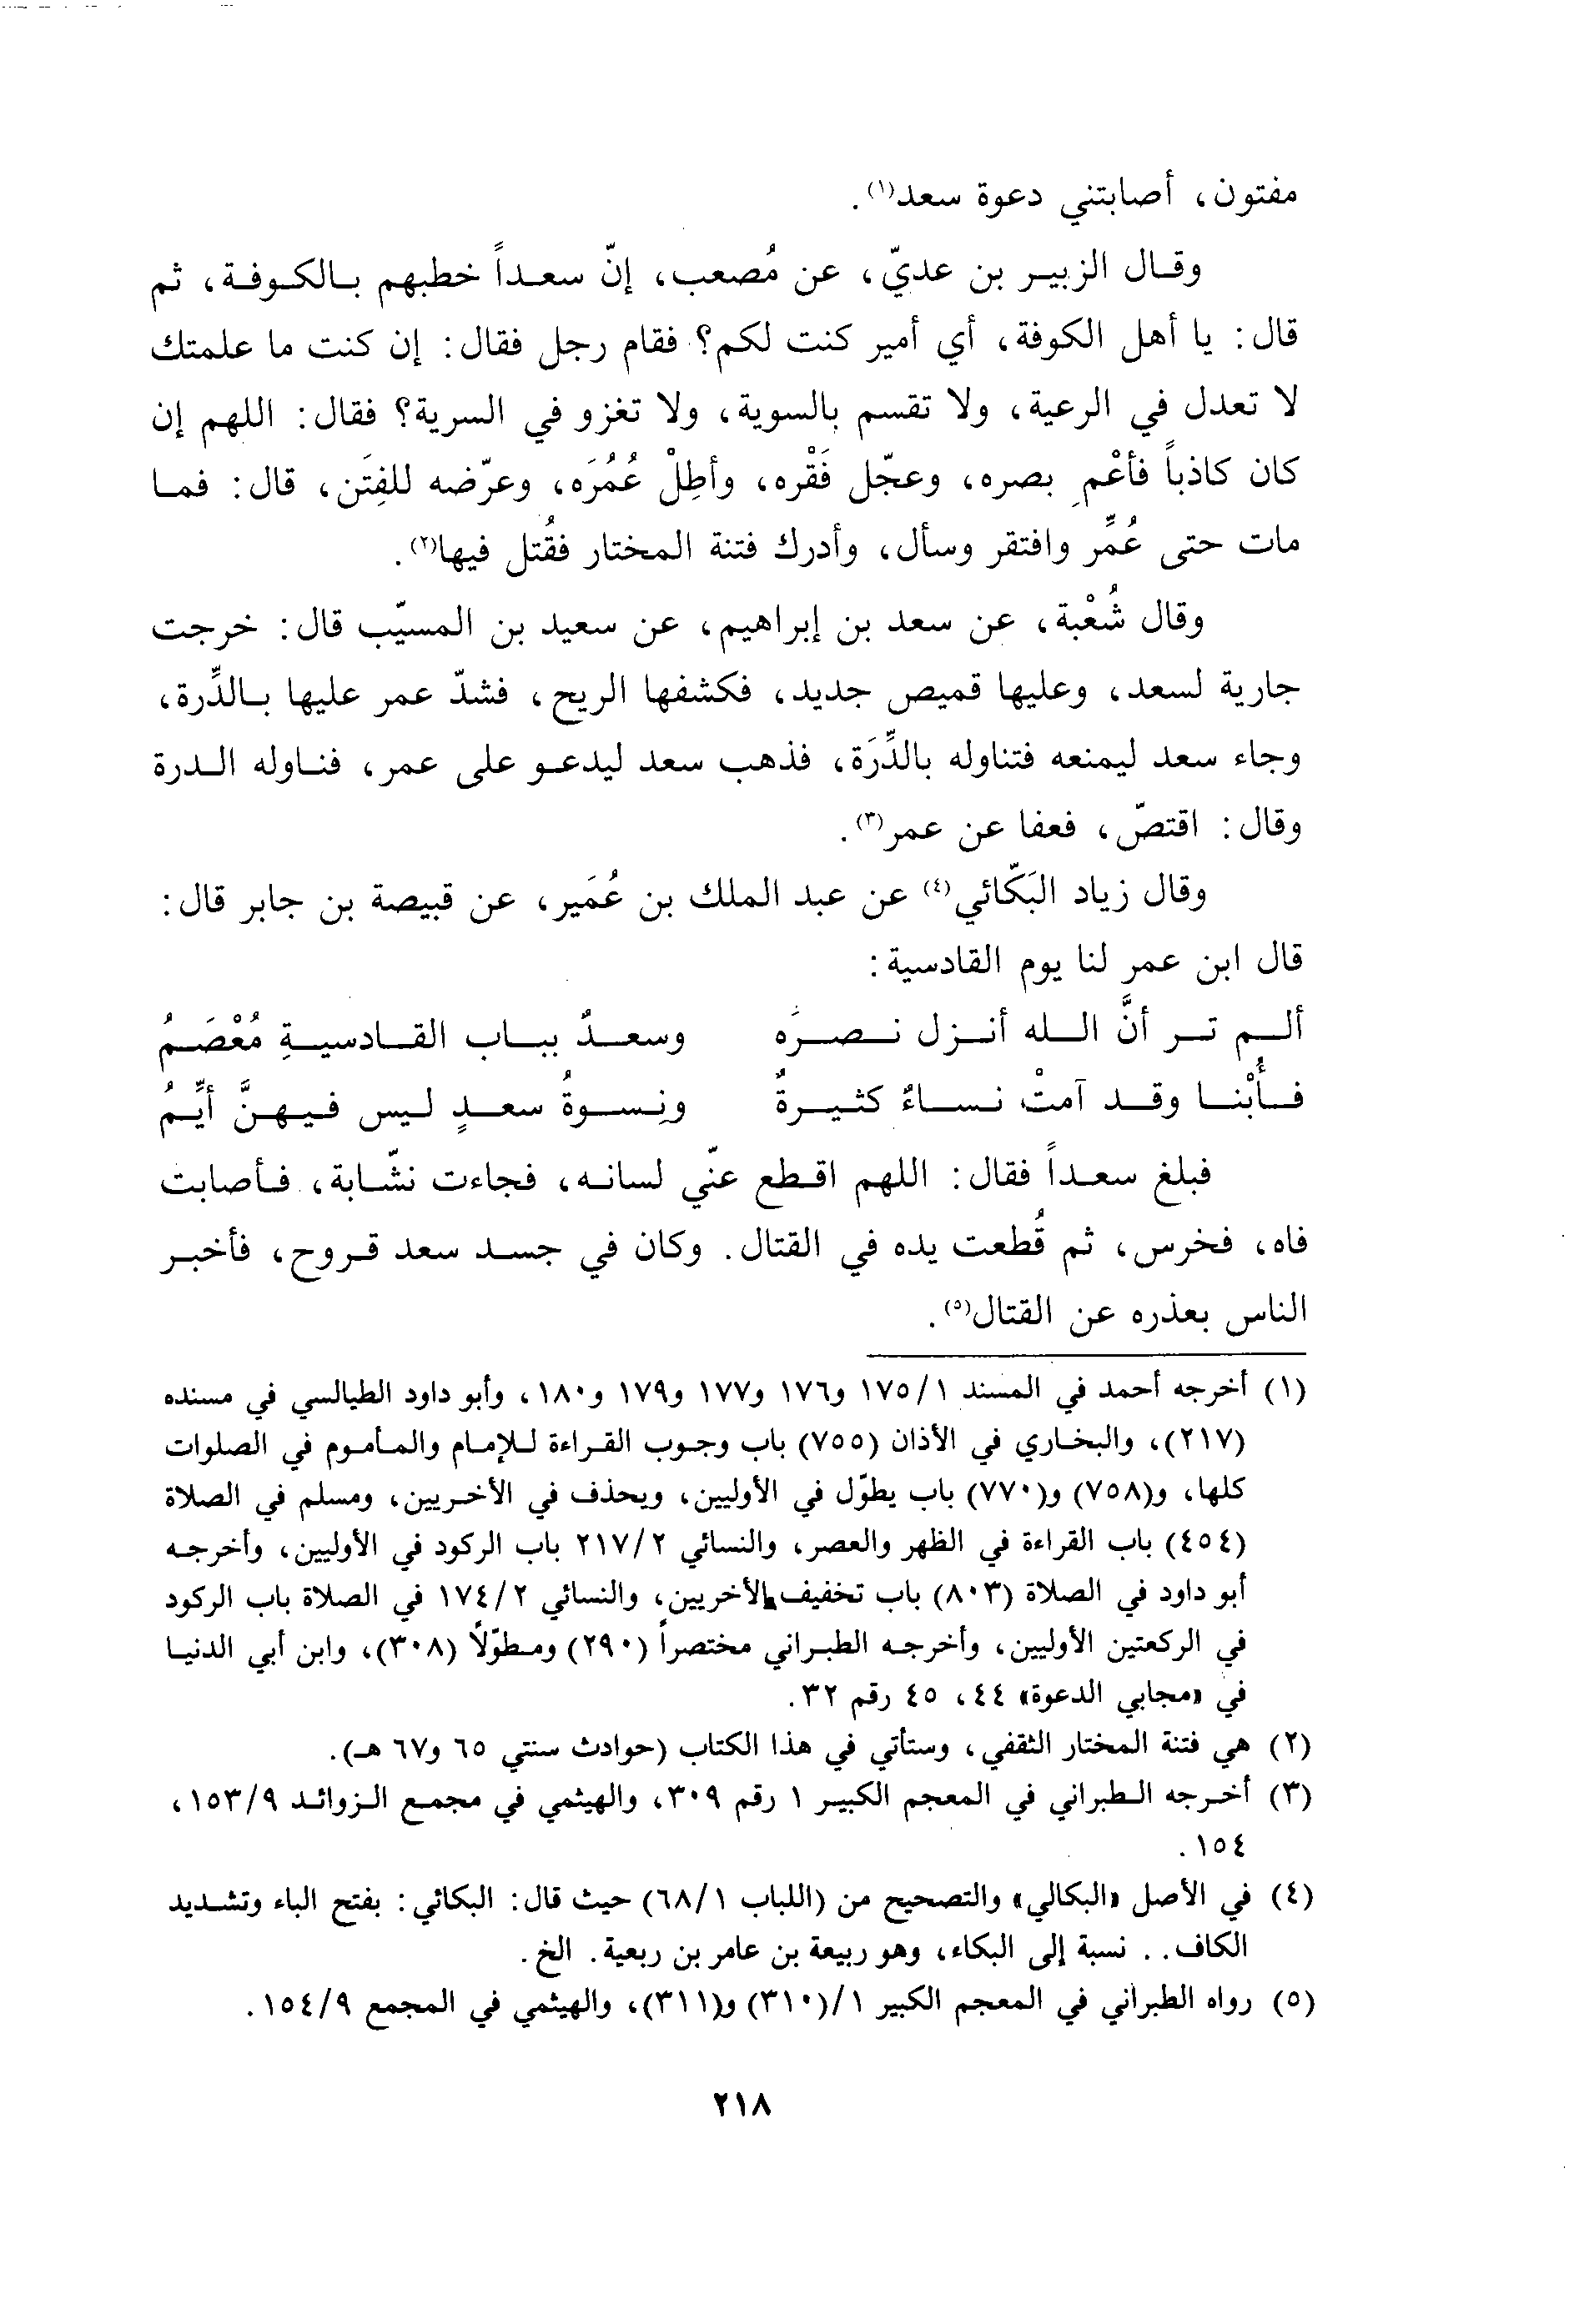 مفتون، أصابتني دعوة سعد(١).
وقال الزبير بن عديّ، عن مُصعب، إنّ سعداً خطبهم بالكوفة، ثم
قال: يا أهل الكوفة، أي أمير كنت لكم؟ فقام رجل فقال: إن كنت ما علمتك
لا تعدل في الرعية، ولا تقسم بالسوية، ولا تغزو في السرية؟ فقال: اللهم إن
كان كاذباً فأعْمِ بصره، وعجّل فَقْره، وأطِلْ عُمُرَه، وعرّضه للفِتَن، قال: فما
مات حتى عُمِّر وافتقر وسأل، وأدرك فتنة المختار فقُتل فيها(٢).
وقال شُعْبة، عن سعد بن إبراهيم، عن سعيد بن المسيّب قال: خرجت
جارية لسعد، وعليها قميص جديد، فكشفها الريح، فشدّ عمر عليها بالدِّرة،
وجاء سعد ليمنعه فتناوله بالدِّرَة، فذهب سعد ليدعو على عمر، فناوله الدرة
وقال: اقتصّ، فعفا عن عمر(٣).
وقال زياد البَكّائي(٤) عن عبد الملك بن عُمَير، عن قبيصة بن جابر قال:
قال ابن عمر لنا يوم القادسية:
ألم تر أنَّ الله أنزل نصرَه وسعدٌ بباب القادسيةِ مُعْصَمُ
فأُبْنا وقد آمتْ نساءٌ كثيرةٌ ونِسوةُ سعدٍ ليس فيهنَّ أيِّمُ
فبلغ سعداً فقال: اللهم اقطع عنّي لسانه، فجاءت نشّابة، فأصابت
فاه، فخرس، ثم قُطعت يده في القتال. وكان في جسد سعد قروح، فأخبر
الناس بعذره عن القتال(٥).
(١) أخرجه أحمد في المسند ١/ ١٧٥ و١٧٦ و١٧٧ و١٧٩ و١٨٠، وأبو داود الطيالسي في مسنده
(٢١٧)، والبخاري في الأذان (٧٥٥) باب وجوب القراءة للإمام والمأموم في الصلوات
كلها، و(٧٥٨) و(٧٧٠) باب يطوّل في الأوليين، ويحذف في الأخريين، ومسلم في الصلاة
(٤٥٤) باب القراءة في الظهر والعصر، والنسائي ٢/ ٢١٧ باب الركود في الأوليين، وأخرجه
أبو داود في الصلاة (٨٠٣) باب تخفيف الأخريين، والنسائي ٢/ ١٧٤ في الصلاة باب الركود
في الركعتين الأوليين، وأخرجه الطبراني مختصراً (٢٩٠) ومطوّلاً (٣٠٨)، وابن أبي الدنيا
في «مجابي الدعوة» ٤٤، ٤٥ رقم ٣٢.
(٢) هي فتنة المختار الثقفي، وستأتي في هذا الكتاب (حوادث سنتي ٦٥ و٦٧ هـ).
(٣) أخرجه الطبراني في المعجم الكبير ١ رقم ٣٠٩، والهيثمي في مجمع الزوائد ٩/ ١٥٣،
١٥٤.
(٤) في الأصل «البكالي» والتصحيح من (اللباب ١/ ٦٨) حيث قال: البكائي: بفتح الباء وتشديد
الكاف.. نسبة إلى البكاء، وهو ربيعة بن عامر بن ربعية. الخ.
(٥) رواه الطبراني في المعجم الكبير ١/ (٣١٠) و(٣١١)، والهيثمي في المجمع ٩/ ١٥٤.
٢١٨